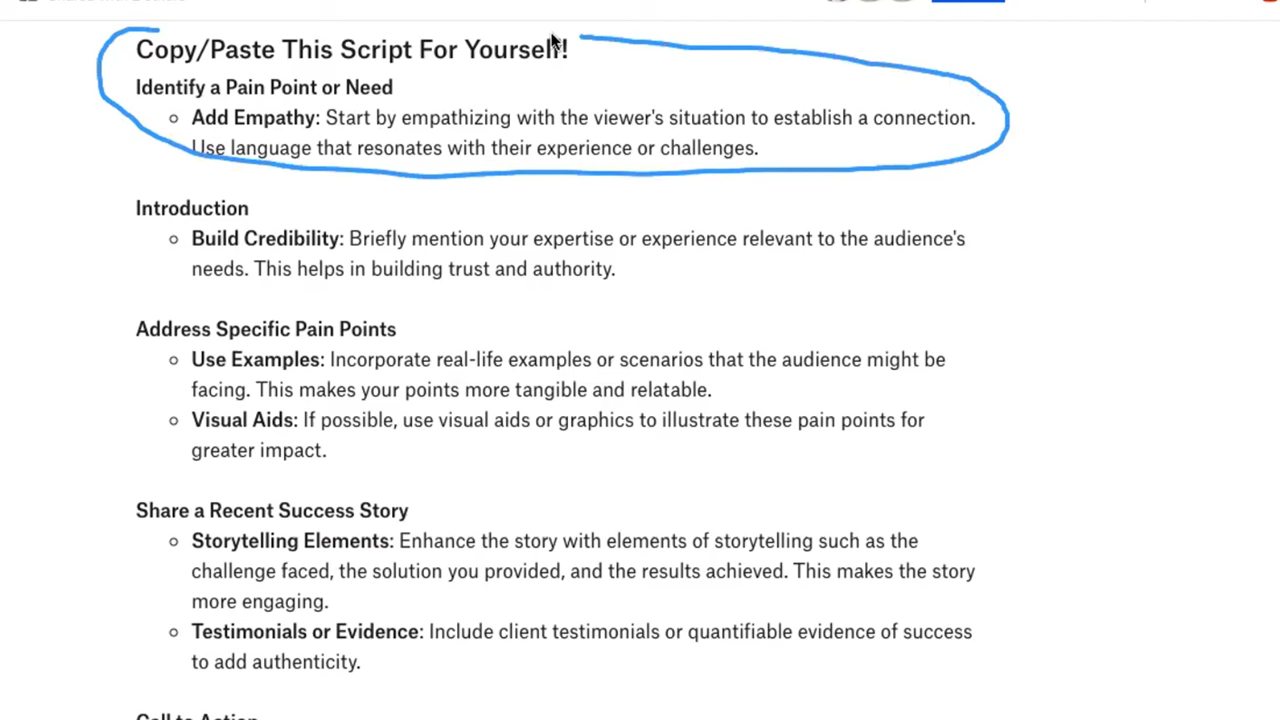 Copy/Paste This Script For Yourself!
Identify a Pain Point or Need
Add Empathy: Start by empathizing with the viewer's situation to establish a connection.
Use language that resonates with their experience or challenges.
Introduction
Build Credibility: Briefly mention your expertise or experience relevant to the audience's
needs. This helps in building trust and authority.
Address Specific Pain Points
Use Examples: Incorporate real-life examples or scenarios that the audience might be
facing. This makes your points more tangible and relatable.
Visual Aids: If possible, use visual aids or graphics to illustrate these pain points for
greater impact.
Share a Recent Success Story
Storytelling Elements: Enhance the story with elements of storytelling such as the
challenge faced, the solution you provided, and the results achieved. This makes the story
more engaging.
Testimonials or Evidence: Include client testimonials or quantifiable evidence of success
to add authenticity.
Call to Action